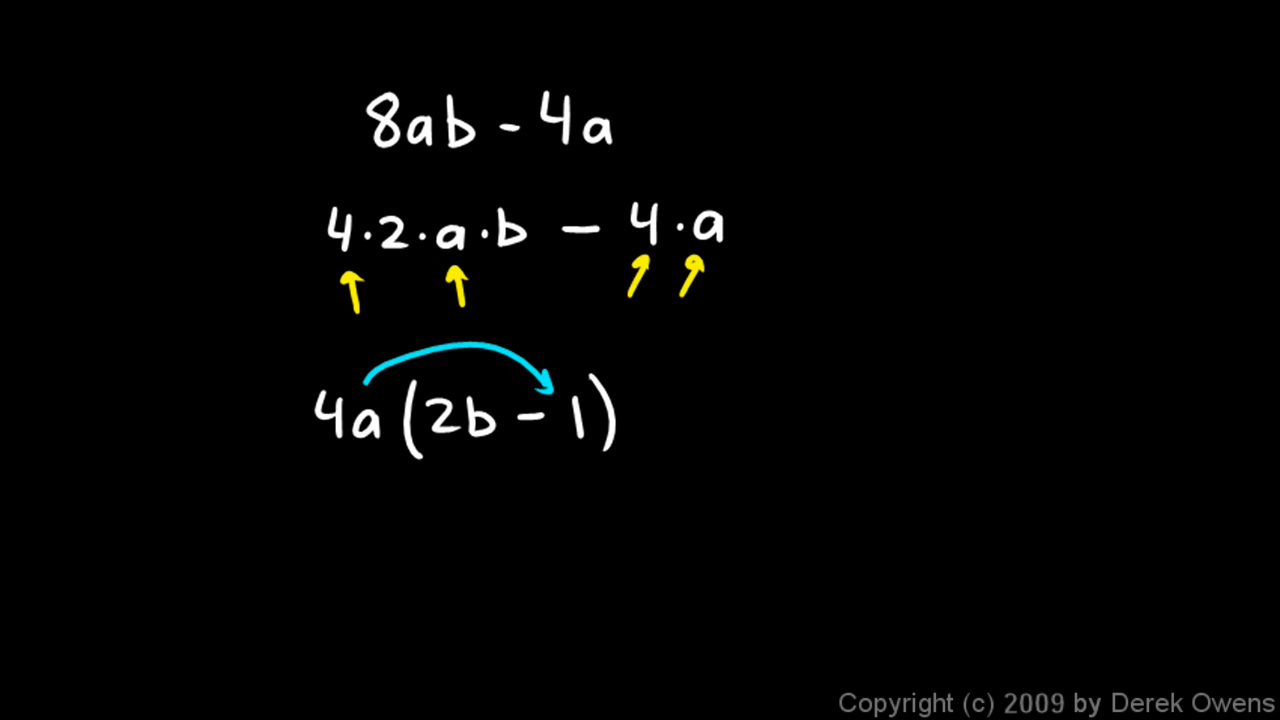 8ab - 4a
4·2·a·b - 4·a
4a(2b - 1)
Copyright (c) 2009 by Derek Owens